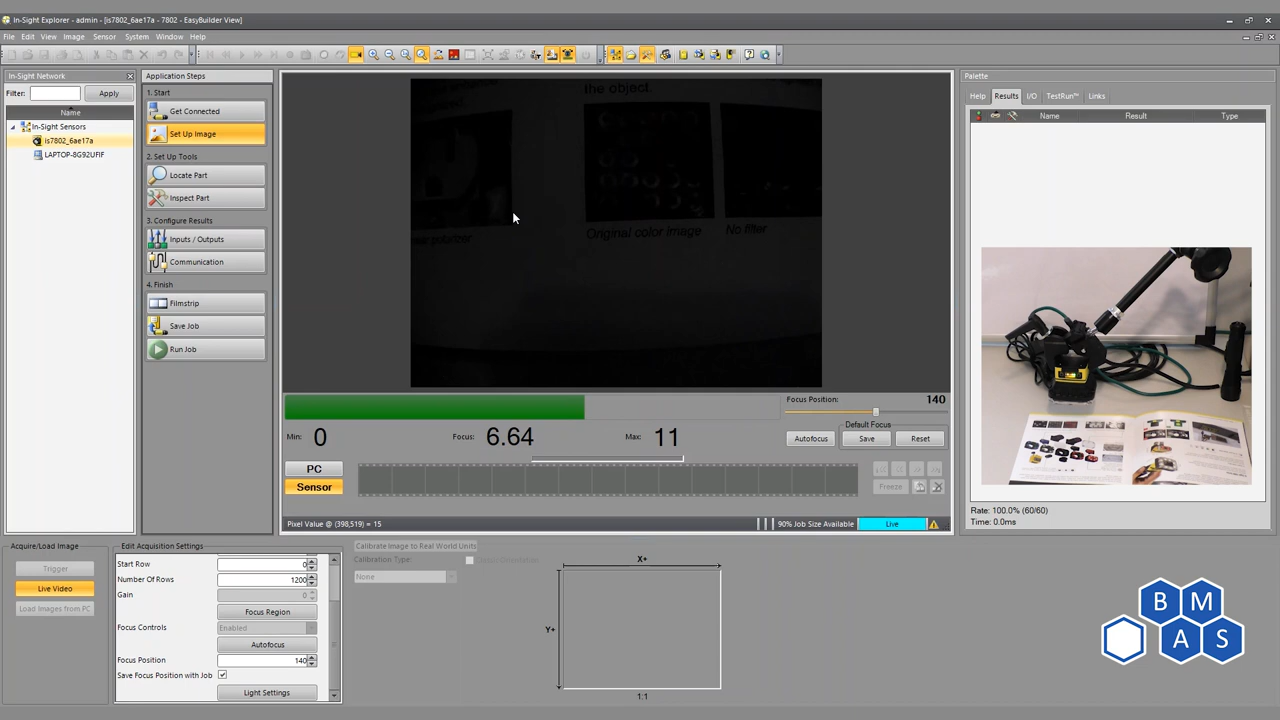 In-Sight Explorer - admin - [is7802_6ae17a - 7802 - EasyBuilder View]
File Edit View Image Sensor System Window Help
In-Sight Network
Filter: Apply
Name
In-Sight Sensors
is7802_6ae17a
LAPTOP-8G92UFIF
Application Steps
1. Start
Get Connected
Set Up Image
2. Set Up Tools
Locate Part
Inspect Part
3. Configure Results
Inputs / Outputs
Communication
4. Finish
Filmstrip
Save Job
Run Job
the object.
Original color image
No filter
Min: 0 Focus: 6.64 Max: 11
Focus Position: 140
Default Focus
Autofocus Save Reset
PC
Sensor
Freeze
Pixel Value @ (398,519) = 15
90% Job Size Available Live
Palette
Help Results I/O TestRun™ Links
Name Result Type
Rate: 100.0% (60/60)
Time: 0.0ms
Acquire/Load Image
Trigger
Live Video
Load Images from PC
Edit Acquisition Settings
Start Row 0
Number Of Rows 1200
Gain 0
Focus Region
Focus Controls Enabled
Autofocus
Focus Position 140
Save Focus Position with Job
Light Settings
Calibrate Image to Real World Units
Calibration Type:
None
X+
Y+
1:1
B M
A S